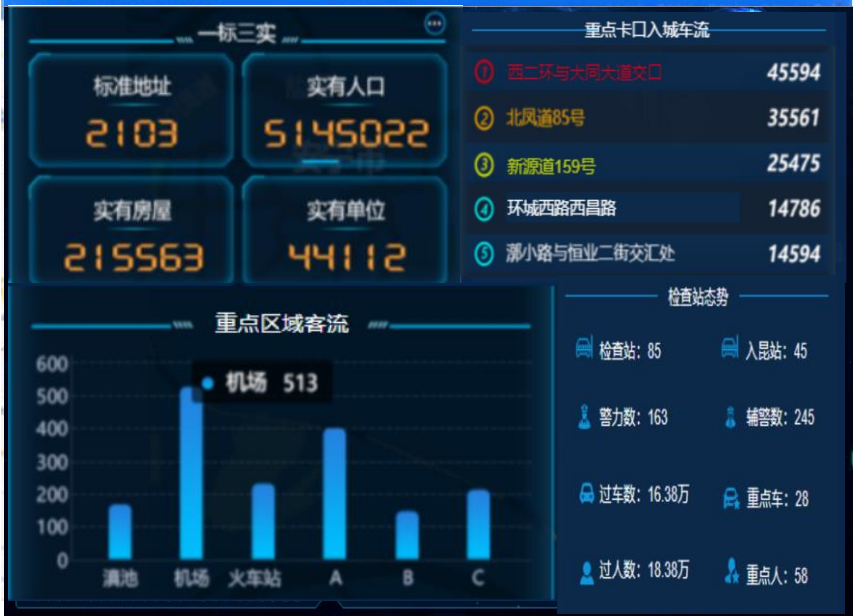 一标三实
标准地址
2103
实有人口
5145022
实有房屋
215563
实有单位
44112
重点卡口入城车流
1 西二环与大同大道交口 45594
2 北凤道85号 35561
3 新源道159号 25475
4 环城西路西昌路 14786
5 漷小路与恒业二街交汇处 14594
重点区域客流
600
500
400
300
200
100
0
机场 513
滇池 机场 火车站 A B C
检查站态势
检查站：85 入昆站：45
警力数：163 辅警数：245
过车数：16.38万 重点车：28
过人数：18.38万 重点人：58